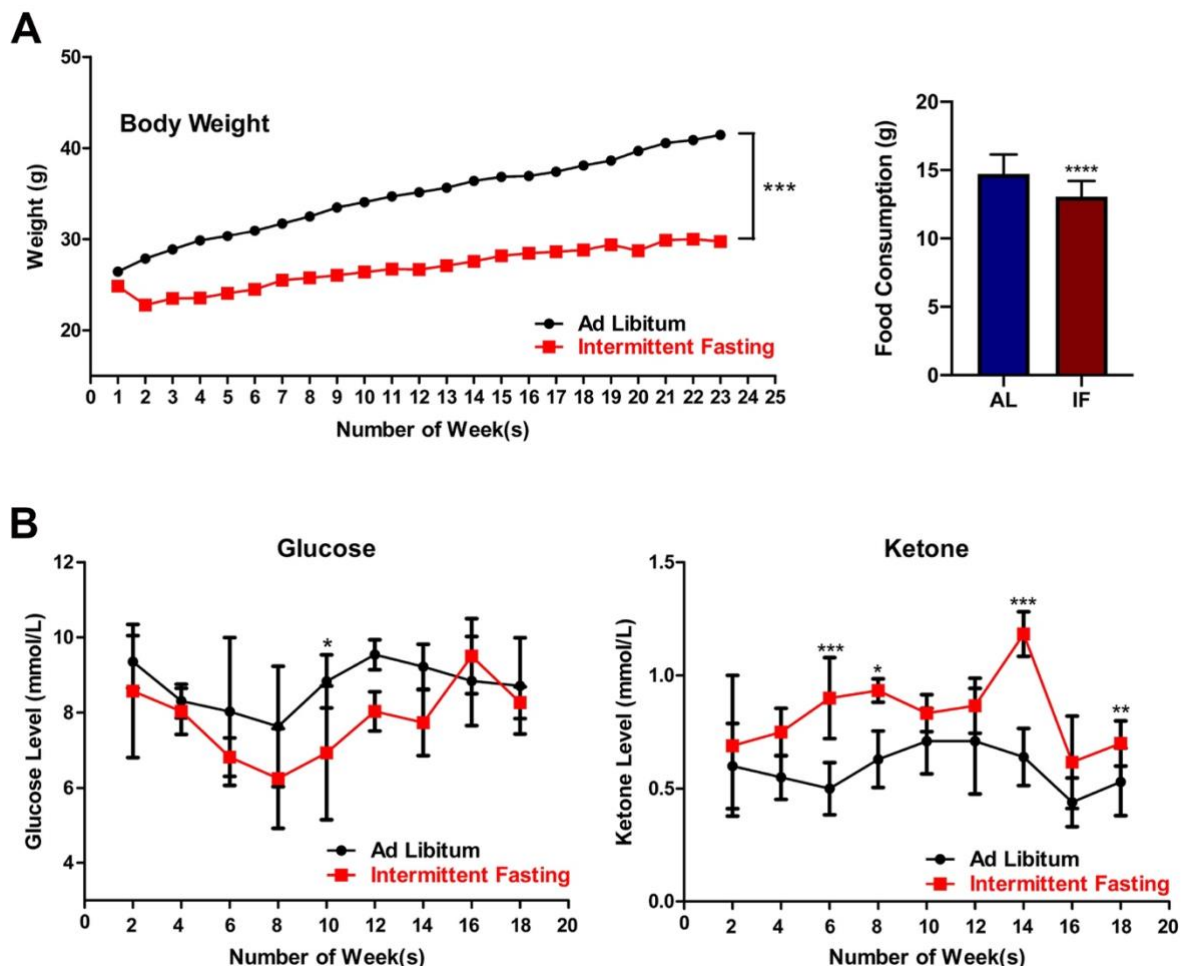 A
Body Weight
Weight (g)
50
40
30
20
0 1 2 3 4 5 6 7 8 9 10 11 12 13 14 15 16 17 18 19 20 21 22 23 24 25
Number of Week(s)
***
Ad Libitum
Intermittent Fasting
Food Consumption (g)
20
15
10
5
0
****
AL IF
B
Glucose
Glucose Level (mmol/L)
12
10
8
6
4
*
Ad Libitum
Intermittent Fasting
0 2 4 6 8 10 12 14 16 18 20
Number of Week(s)
Ketone
Ketone Level (mmol/L)
1.5
1.0
0.5
0.0
***
*
***
**
Ad Libitum
Intermittent Fasting
0 2 4 6 8 10 12 14 16 18 20
Number of Week(s)